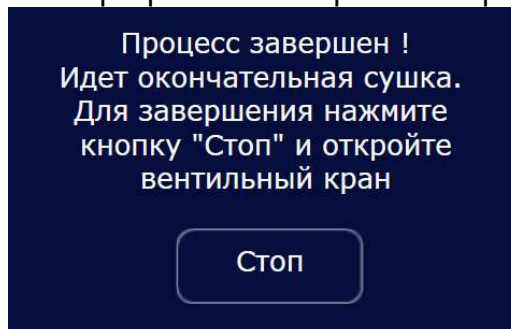 Процесс завершен !
Идет окончательная сушка.
Для завершения нажмите
кнопку "Стоп" и откройте
вентильный кран
Стоп